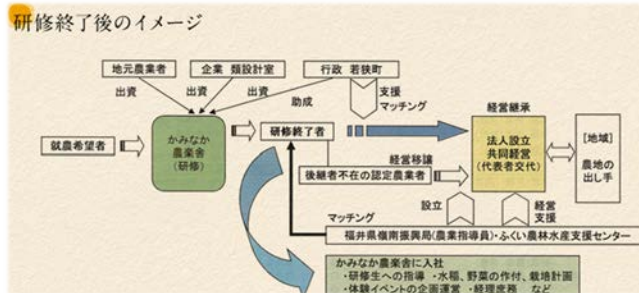 研修終了後のイメージ
地元農業者
企業 類設計室
行政 若狭町
出資
出資
出資
助成
支援
マッチング
経営継承
就農希望者
かみなか
農楽舎
(研修)
研修終了者
法人設立
共同経営
(代表者交代)
[地域]
農地の
出し手
経営移譲
後継者不在の認定農業者
設立
経営
支援
マッチング
福井県嶺南振興局(農業指導員)・ふくい農林水産支援センター
かみなか農楽舎に入社
・研修生への指導 ・水稲、野菜の作付、栽培計画
・体験イベントの企画運営 ・経理庶務 など